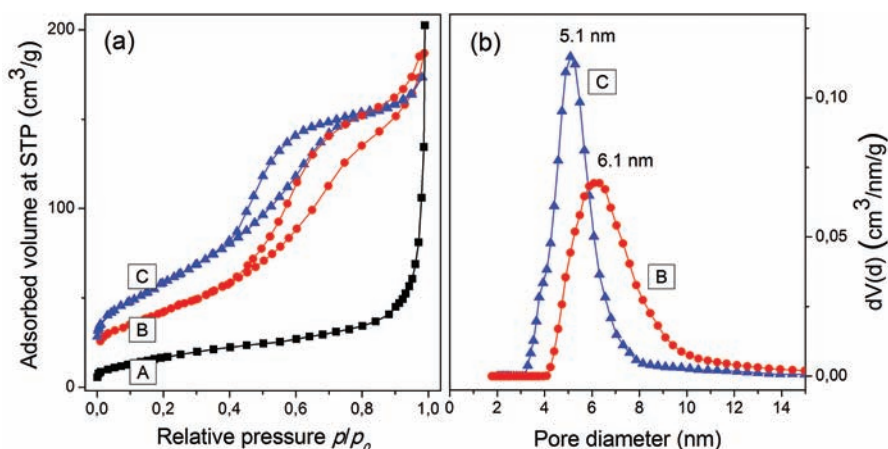 (a)
Adsorbed volume at STP (cm³/g)
200
100
0
C
B
A
0,0 0,2 0,4 0,6 0,8 1,0
Relative pressure p/p₀
(b)
5.1 nm
C
6.1 nm
B
0,10
0,05
0,00
dV(d) (cm³/nm/g)
0 2 4 6 8 10 12 14
Pore diameter (nm)